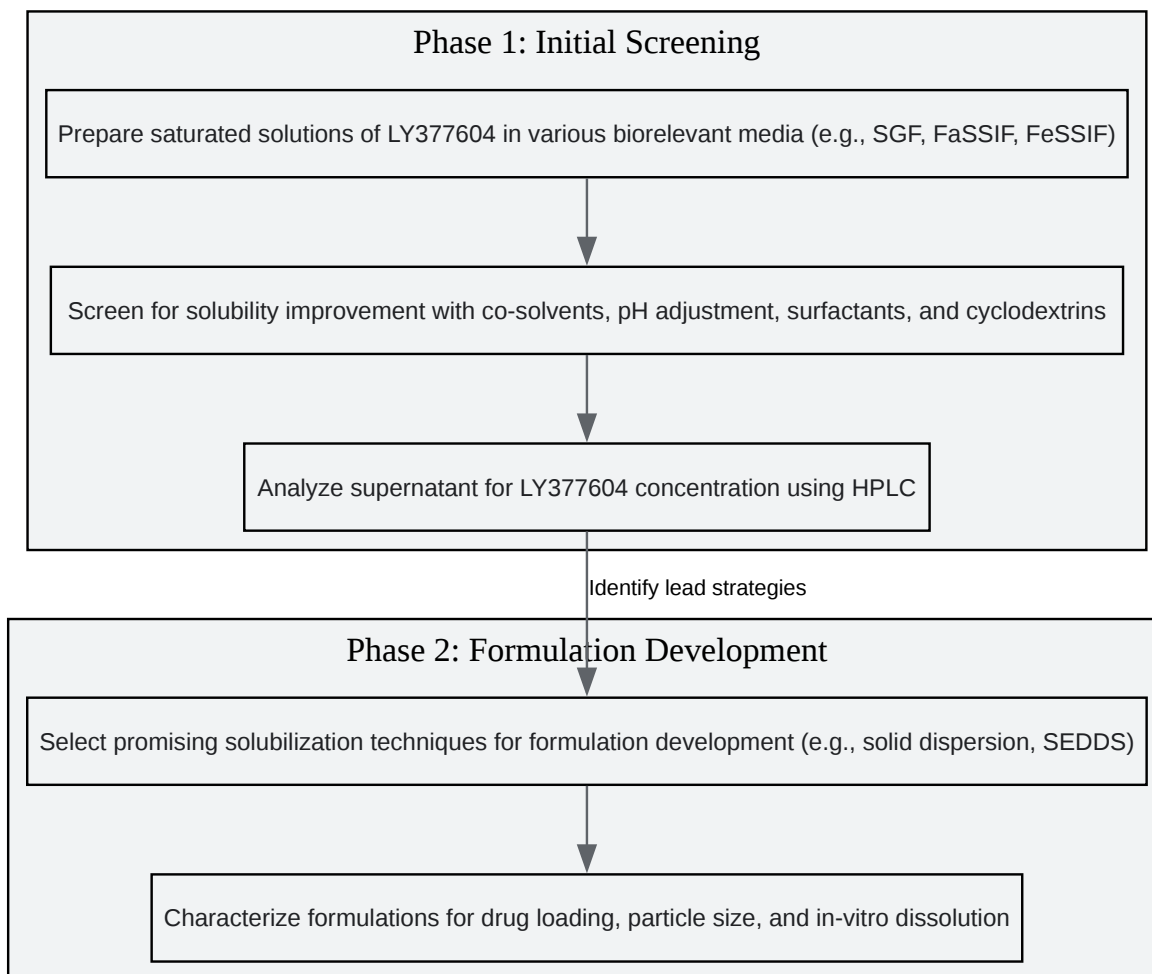 Phase 1: Initial Screening
Prepare saturated solutions of LY377604 in various biorelevant media (e.g., SGF, FaSSIF, FeSSIF)
Screen for solubility improvement with co-solvents, pH adjustment, surfactants, and cyclodextrins
Analyze supernatant for LY377604 concentration using HPLC
Identify lead strategies
Phase 2: Formulation Development
Select promising solubilization techniques for formulation development (e.g., solid dispersion, SEDDS)
Characterize formulations for drug loading, particle size, and in-vitro dissolution